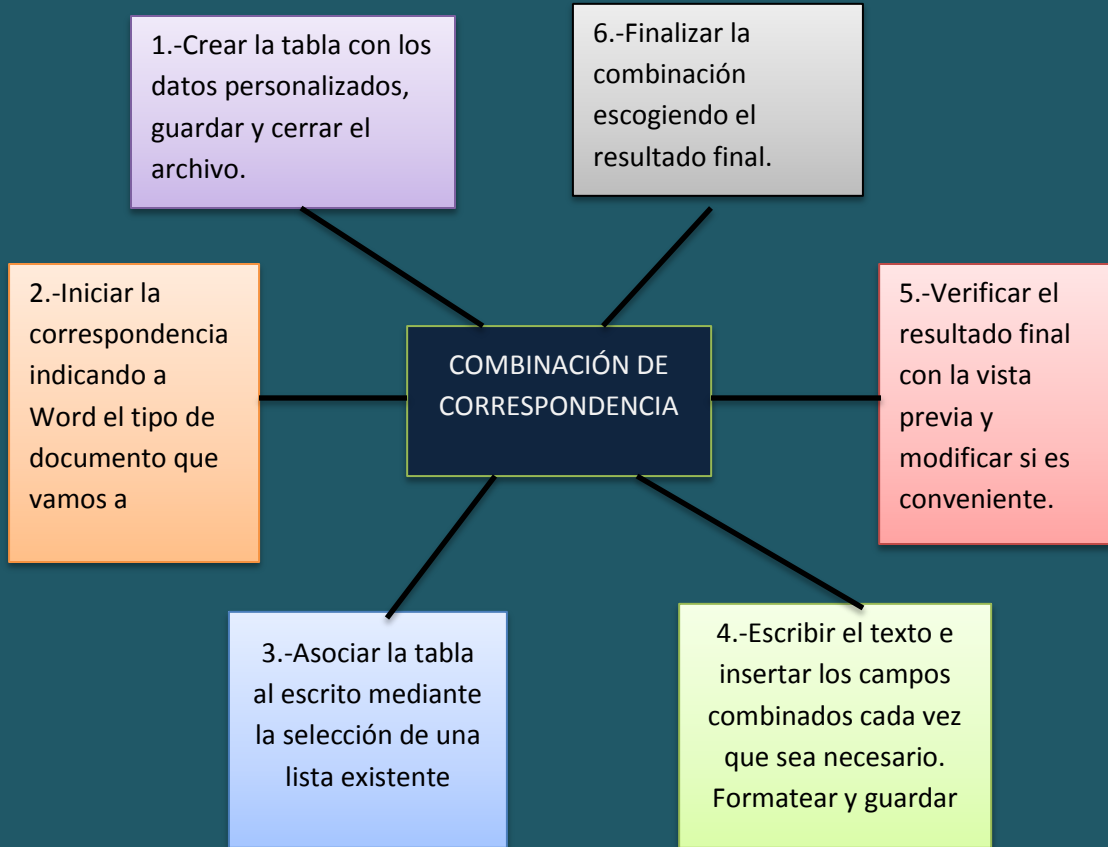 1.-Crear la tabla con los
datos personalizados,
guardar y cerrar el
archivo.
6.-Finalizar la
combinación
escogiendo el
resultado final.
2.-Iniciar la
correspondencia
indicando a
Word el tipo de
documento que
vamos a
COMBINACIÓN DE
CORRESPONDENCIA
5.-Verificar el
resultado final
con la vista
previa y
modificar si es
conveniente.
3.-Asociar la tabla
al escrito mediante
la selección de una
lista existente
4.-Escribir el texto e
insertar los campos
combinados cada vez
que sea necesario.
Formatear y guardar